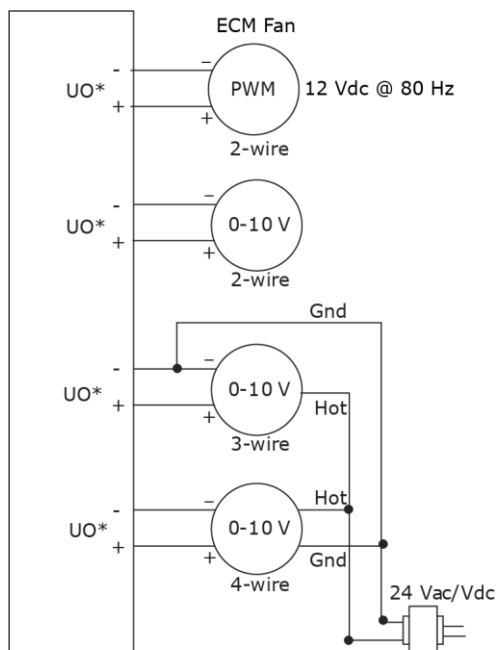 ECM Fan
-
UO*
+
–
PWM
+
12 Vdc @ 80 Hz
2-wire
-
UO*
+
–
0-10 V
+
2-wire
Gnd
-
UO*
+
–
0-10 V
+
Hot
3-wire
-
UO*
+
–
0-10 V
+
Hot
Gnd
4-wire
24 Vac/Vdc